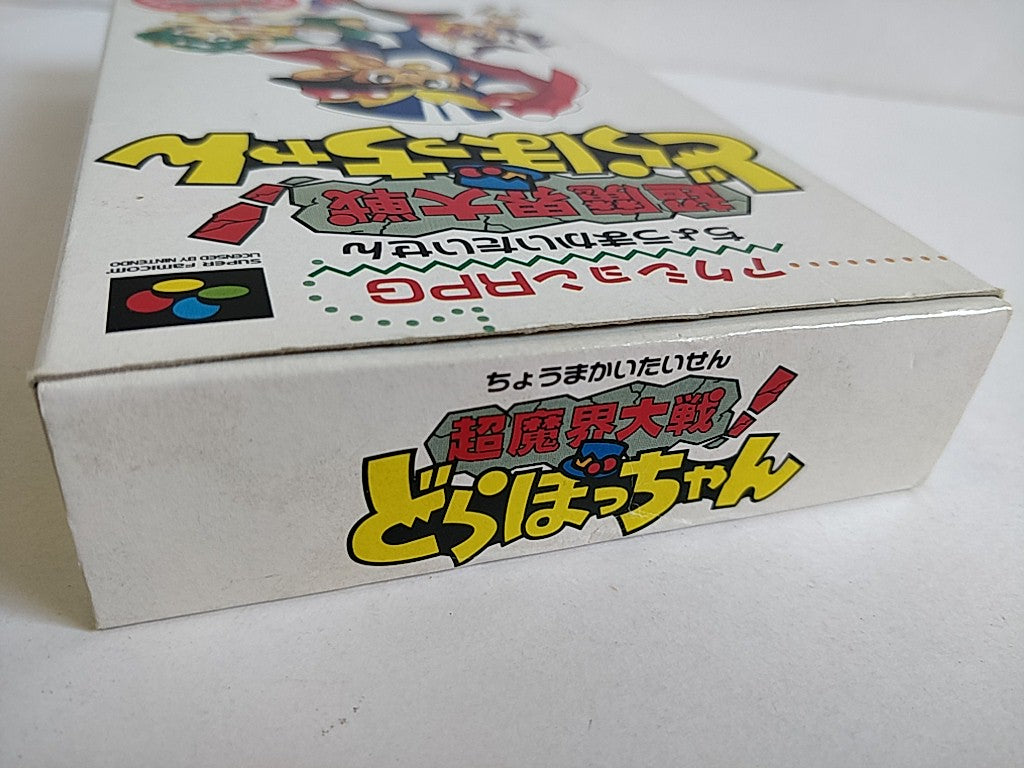 ちょうまかいたいせん
超魔界大戦!
どらぼっちゃん
アクションRPG
ちょうまかいたいせん
超魔界大戦!
どらぼっちゃん
SUPER FAMICOM
LICENSED BY NINTENDO